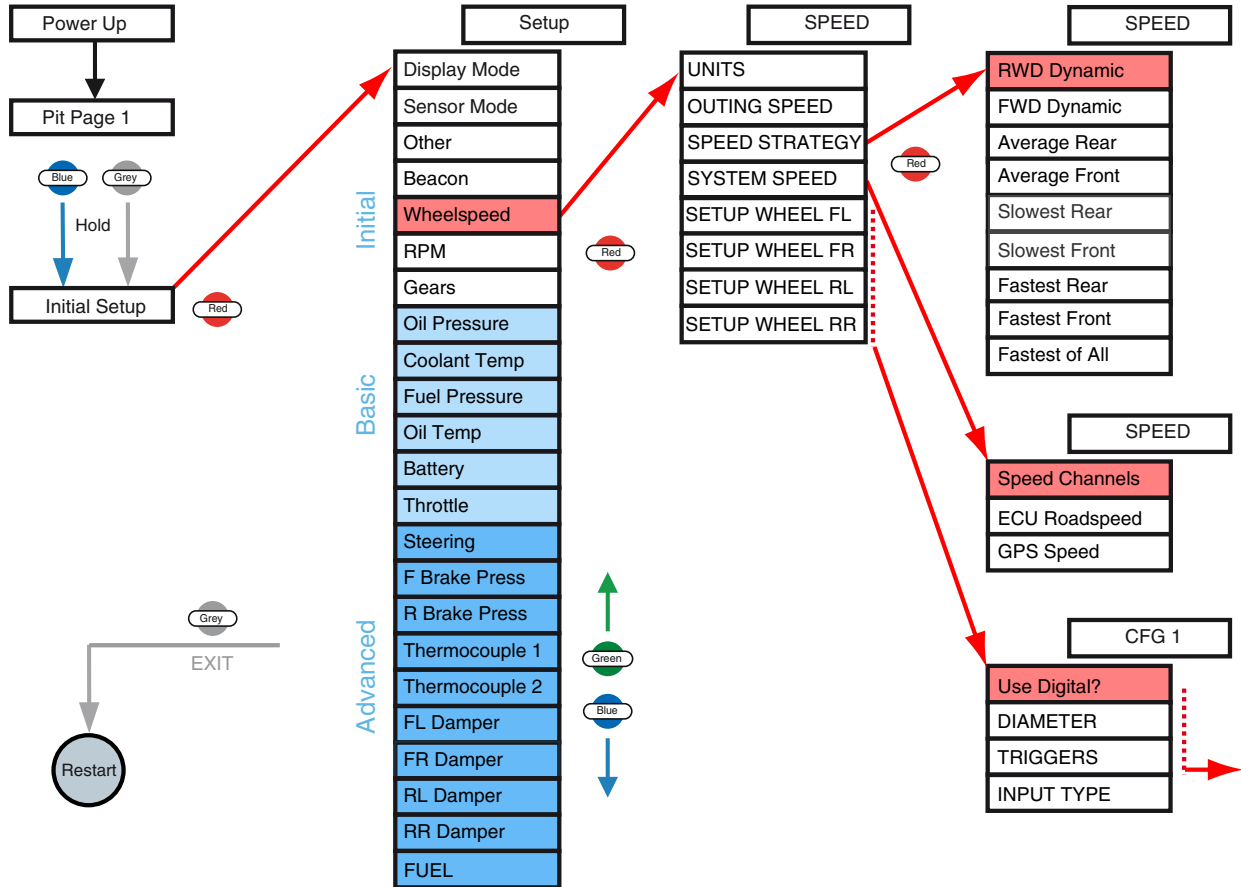 Power Up
Pit Page 1
Blue
Grey
Hold
Initial Setup
Red
Grey
EXIT
Restart
Setup
Initial
Basic
Advanced
Display Mode
Sensor Mode
Other
Beacon
Wheelspeed
RPM
Gears
Oil Pressure
Coolant Temp
Fuel Pressure
Oil Temp
Battery
Throttle
Steering
F Brake Press
R Brake Press
Thermocouple 1
Thermocouple 2
FL Damper
FR Damper
RL Damper
RR Damper
FUEL
Red
Green
Blue
SPEED
UNITS
OUTING SPEED
SPEED STRATEGY
SYSTEM SPEED
SETUP WHEEL FL
SETUP WHEEL FR
SETUP WHEEL RL
SETUP WHEEL RR
Red
SPEED
RWD Dynamic
FWD Dynamic
Average Rear
Average Front
Slowest Rear
Slowest Front
Fastest Rear
Fastest Front
Fastest of All
SPEED
Speed Channels
ECU Roadspeed
GPS Speed
CFG 1
Use Digital?
DIAMETER
TRIGGERS
INPUT TYPE